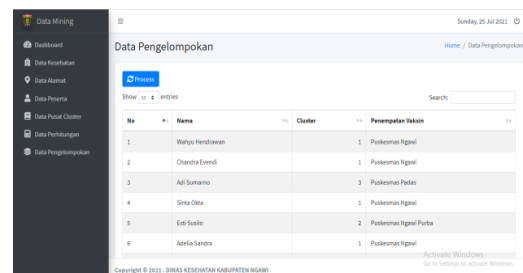 Data Mining
Sunday, 25 Jul 2021
Dashboard
Data Kesehatan
Data Alamat
Data Peserta
Data Pusat Cluster
Data Perhitungan
Data Pengelompokan
Data Pengelompokan
Home / Data Pengelompokan
Process
Show 10 entries
Search:
No Nama Cluster Penempatan Vaksin
1 Wahyu Hendrawan 1 Puskesmas Ngawi
2 Chandra Evendi 1 Puskesmas Ngawi
3 Adi Sumarno 3 Puskesmas Padas
4 Sinta Okta 1 Puskesmas Ngawi
5 Esti Susilo 2 Puskesmas Ngawi Purba
6 Adelia Sandra 1 Puskesmas Ngawi
Activate Windows
Go to Settings to activate Windows.
Copyright © 2021 . DINAS KESEHATAN KABUPATEN NGAWI